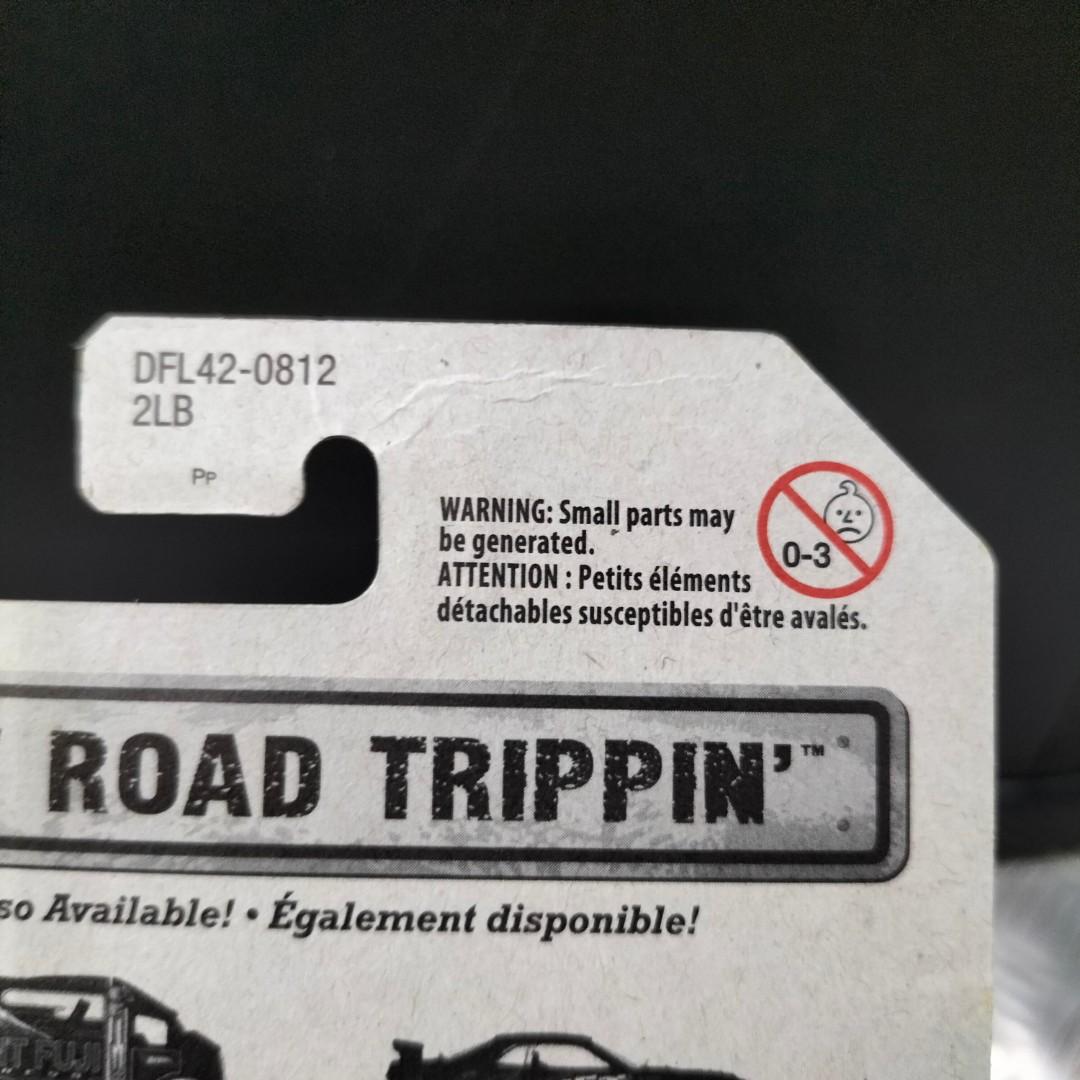 DFL42-0812
2LB
Pp
WARNING: Small parts may
be generated.
ATTENTION : Petits éléments
détachables susceptibles d'être avalés.
0-3
ROAD TRIPPIN'™
so Available! • Également disponible!
T FUJI